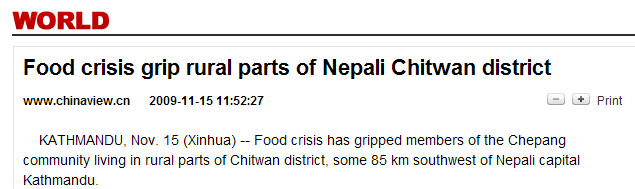 WORLD
Food crisis grip rural parts of Nepali Chitwan district
www.chinaview.cn 2009-11-15 11:52:27 Print
KATHMANDU, Nov. 15 (Xinhua) -- Food crisis has gripped members of the Chepang
community living in rural parts of Chitwan district, some 85 km southwest of Nepali capital
Kathmandu.